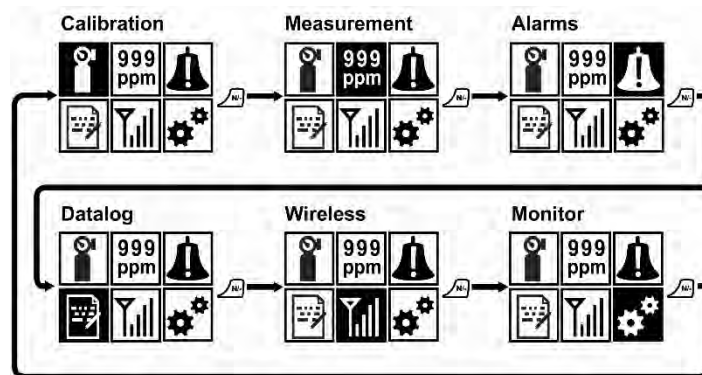 Calibration
999
ppm
N/-
Measurement
999
ppm
N/-
Alarms
999
ppm
N/-
Datalog
999
ppm
N/-
Wireless
999
ppm
N/-
Monitor
999
ppm
N/-